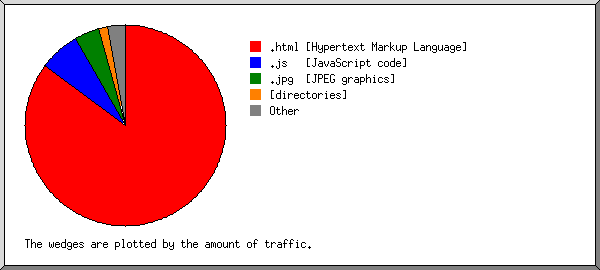 .html [Hypertext Markup Language]
.js [JavaScript code]
.jpg [JPEG graphics]
[directories]
Other
The wedges are plotted by the amount of traffic.